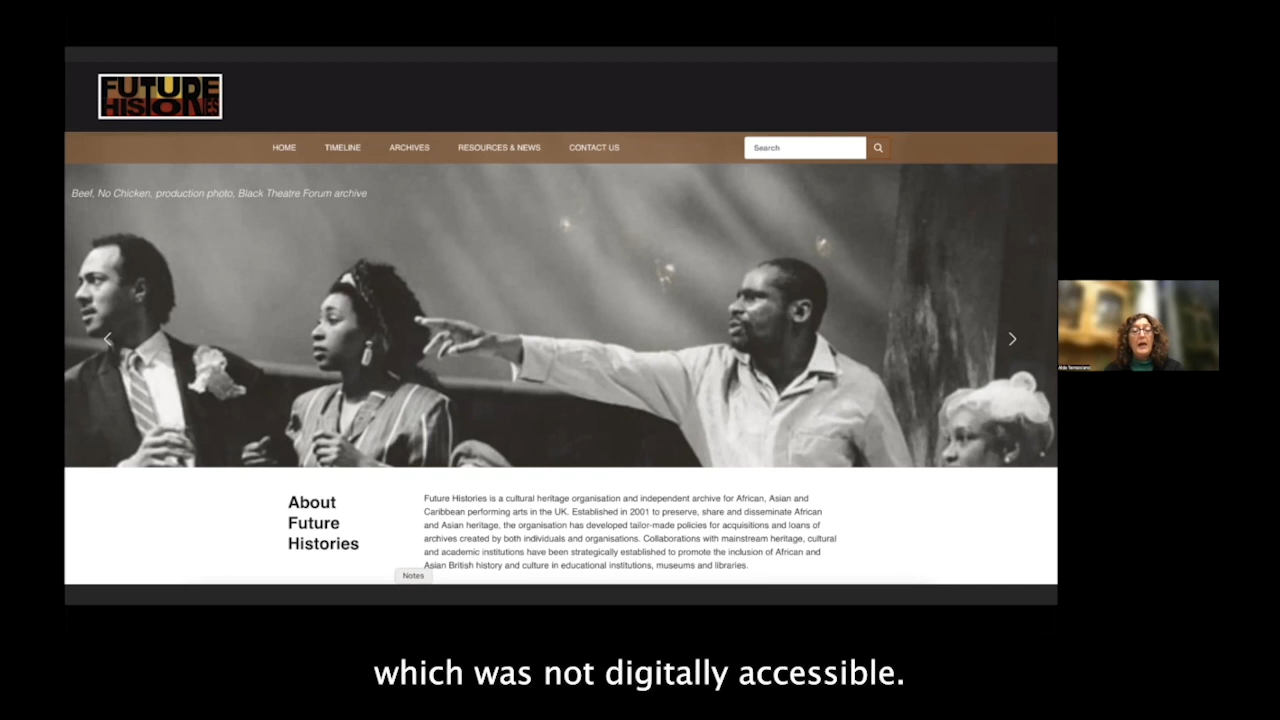 FUTURE
HISTORIES
HOME TIMELINE ARCHIVES RESOURCES & NEWS CONTACT US Search
Beef, No Chicken, production photo, Black Theatre Forum archive
About
Future
Histories
Future Histories is a cultural heritage organisation and independent archive for African, Asian and
Caribbean performing arts in the UK. Established in 2001 to preserve, share and disseminate African
and Asian heritage, the organisation has developed tailor-made policies for acquisitions and loans of
archives created by both individuals and organisations. Collaborations with mainstream heritage, cultural
and academic institutions have been strategically established to promote the inclusion of African and
Asian British history and culture in educational institutions, museums and libraries.
Notes
which was not digitally accessible.